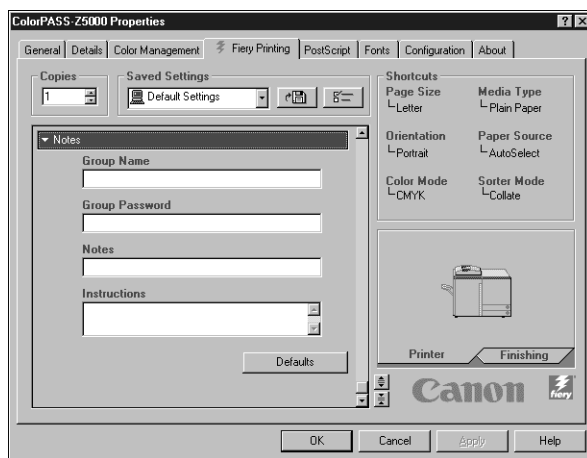 ColorPASS-Z5000 Properties
General Details Color Management Fiery Printing PostScript Fonts Configuration About
Copies
1
Saved Settings
Default Settings
Notes
Group Name
Group Password
Notes
Instructions
Defaults
Shortcuts
Page Size Media Type
Letter Plain Paper
Orientation Paper Source
Portrait AutoSelect
Color Mode Sorter Mode
CMYK Collate
Printer Finishing
Canon fiery
OK Cancel Apply Help